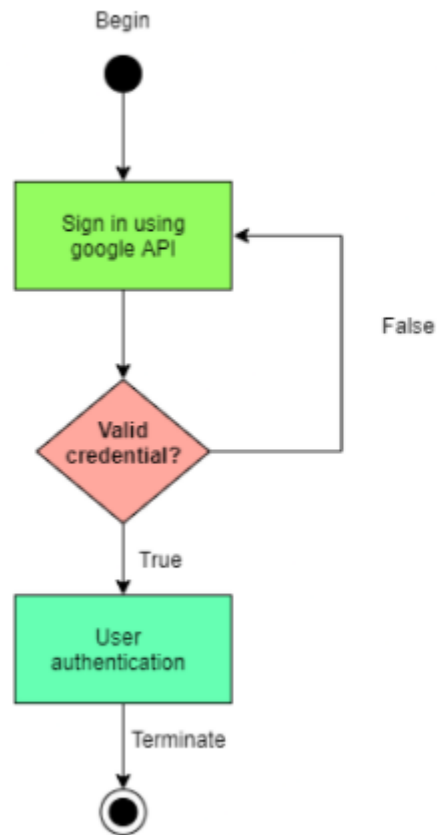 Begin
Sign in using
google API
False
Valid
credential?
True
User
authentication
Terminate